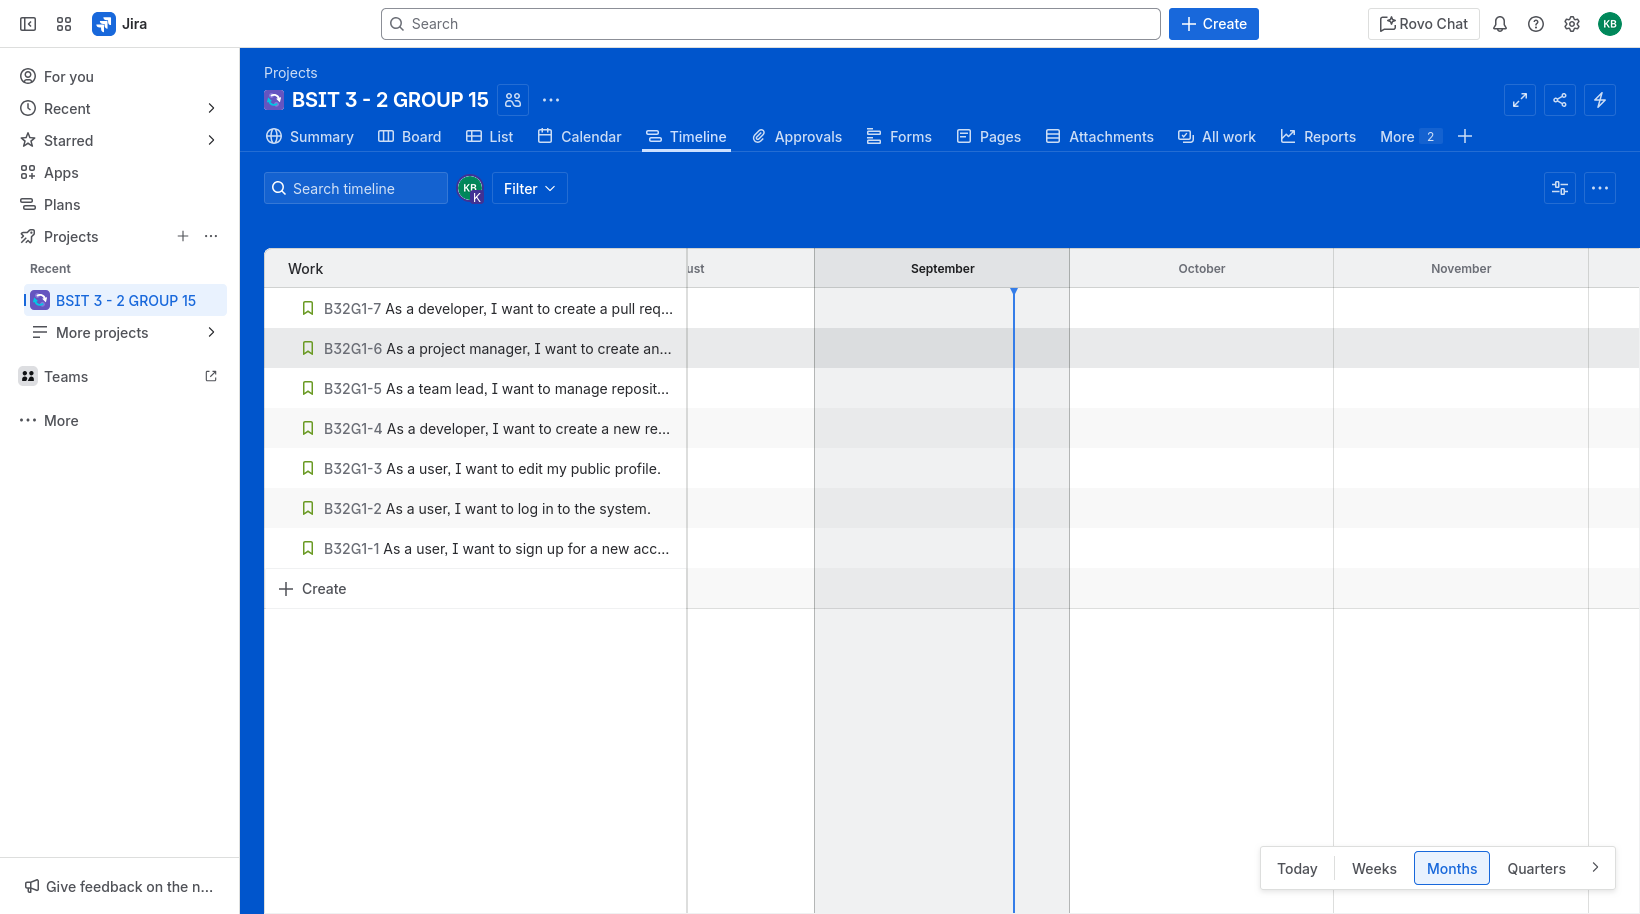 Jira
Search
Create
Rovo Chat
KB
For you
Recent
Starred
Apps
Plans
Projects
Recent
BSIT 3 - 2 GROUP 15
More projects
Teams
More
Give feedback on the n...
Projects
BSIT 3 - 2 GROUP 15
Summary
Board
List
Calendar
Timeline
Approvals
Forms
Pages
Attachments
All work
Reports
More 2
Search timeline
KB
K
Filter
Work
ust
September
October
November
B32G1-7 As a developer, I want to create a pull req...
B32G1-6 As a project manager, I want to create an...
B32G1-5 As a team lead, I want to manage reposit...
B32G1-4 As a developer, I want to create a new re...
B32G1-3 As a user, I want to edit my public profile.
B32G1-2 As a user, I want to log in to the system.
B32G1-1 As a user, I want to sign up for a new acc...
Create
Today
Weeks
Months
Quarters